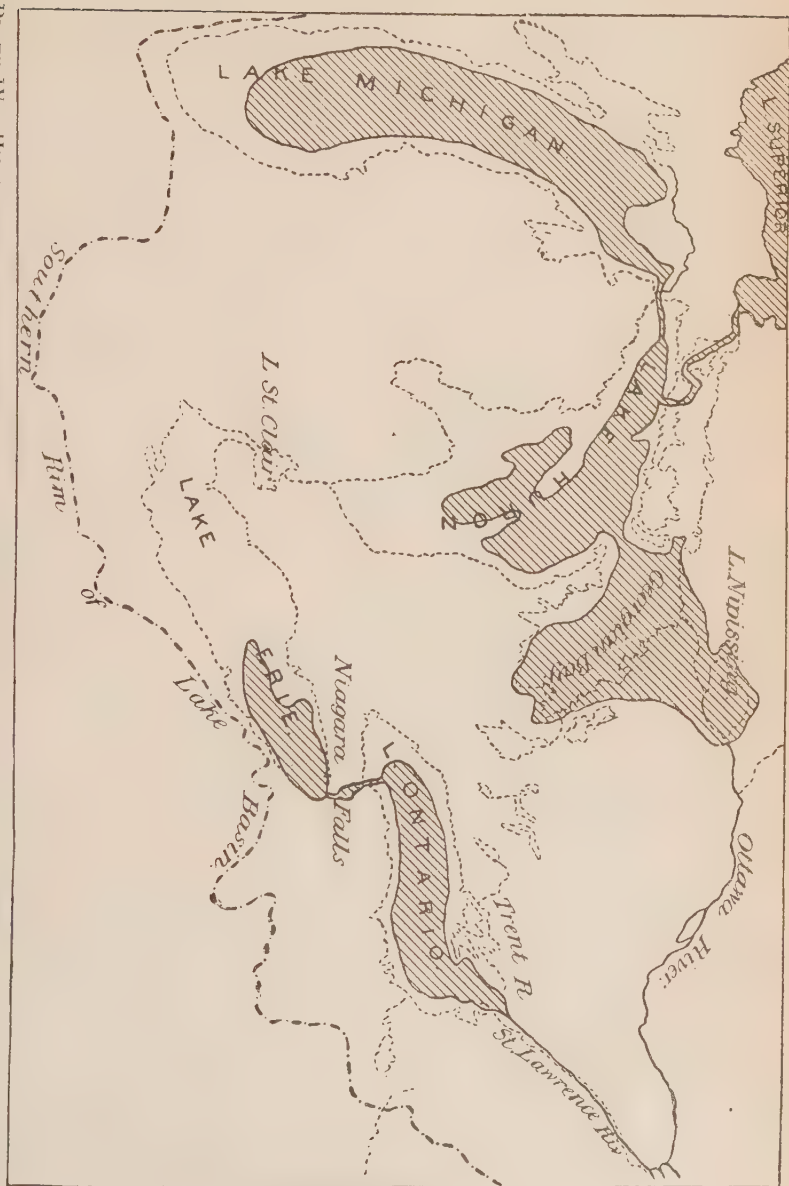 L. SUPERIOR
LAKE MICHIGAN
LAKE HURON
L. Nipissing
Georgian Bay
Ottawa River.
L. St. Clair
LAKE ERIE
Niagara Falls
L. ONTARIO
Trent R
St. Lawrence Riv
Southern Rim of Lake Basin